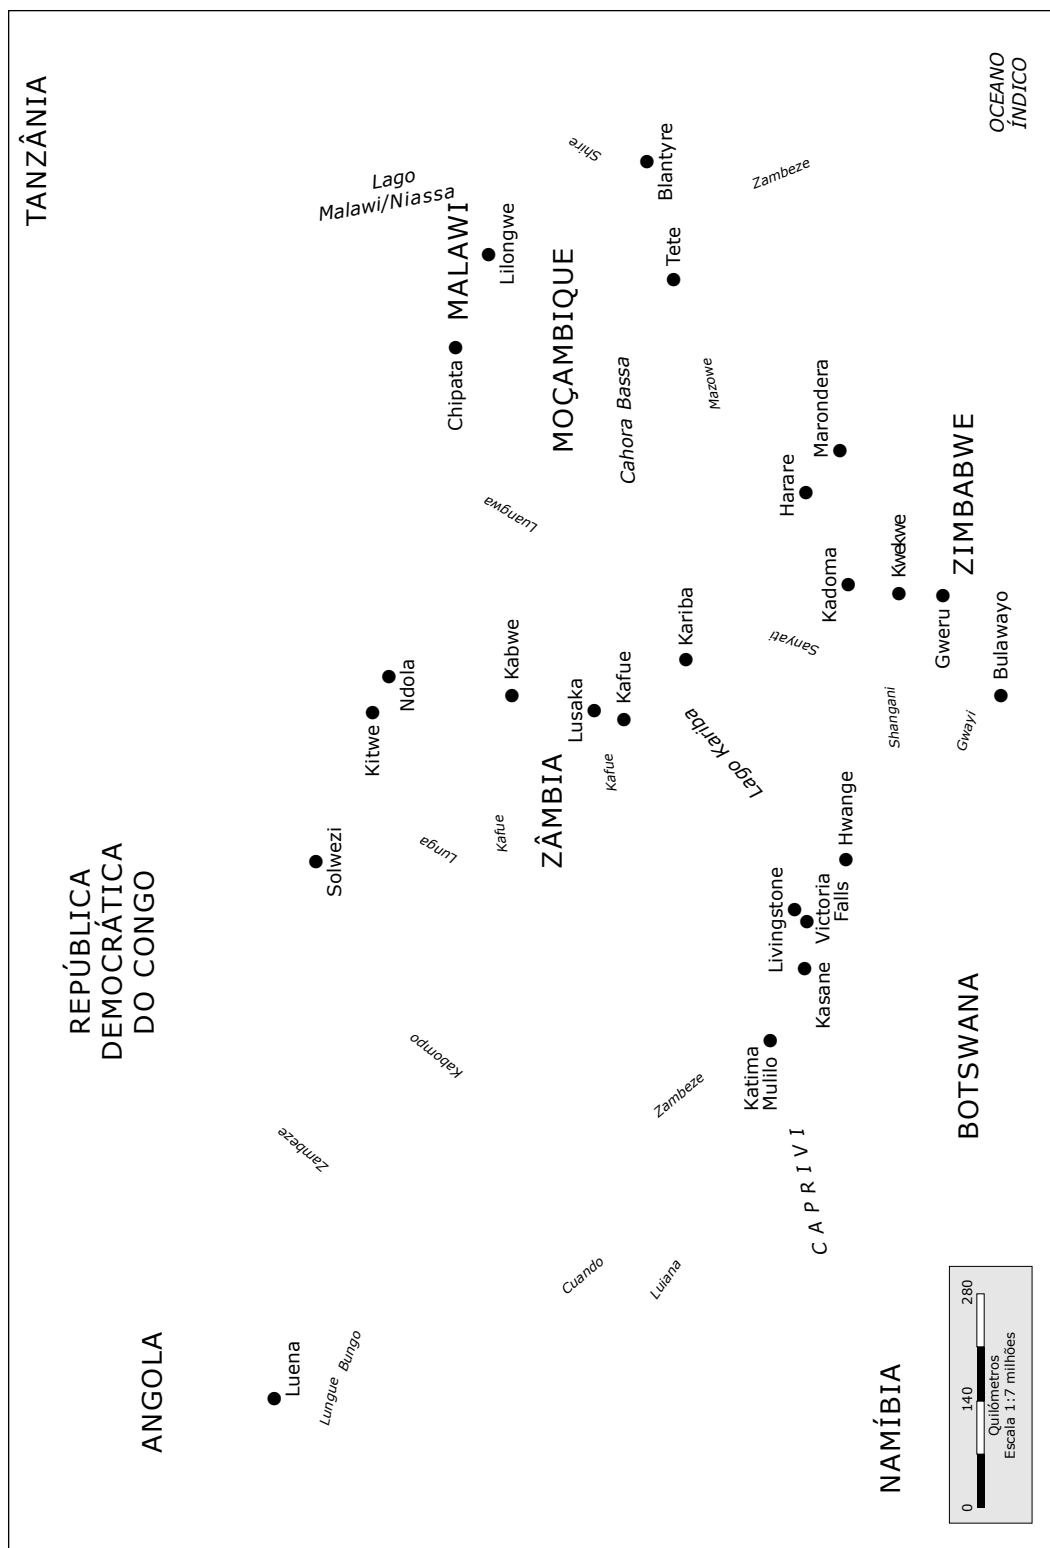 TANZÂNIA
OCEANO
ÍNDICO
Shire
Blantyre
Zambeze
Lago
Malawi/Niassa
MALAWI
Lilongwe
Tete
MOÇAMBIQUE
Chipata
Cahora Bassa
Mazowe
Marondera
Harare
ZIMBABWE
Luangwa
Kwekwe
Kadoma
Gweru
Bulawayo
Kariba
Sanyati
Kabwe
Kafue
Lusaka
Ndola
Kitwe
Shangani
Gwayi
Lago Kariba
Kafue
ZÂMBIA
Kafue
Lunga
Solwezi
Hwange
REPÚBLICA
DEMOCRÁTICA
DO CONGO
Livingstone
Victoria
Falls
Kasane
Kabompo
Katima
Mulilo
Zambeze
BOTSWANA
Zambeze
CAPRIVI
Cuando
Luiana
ANGOLA
Luena
Lungue Bungo
NAMÍBIA
0 140 280
Quilómetros
Escala 1:7 milhões